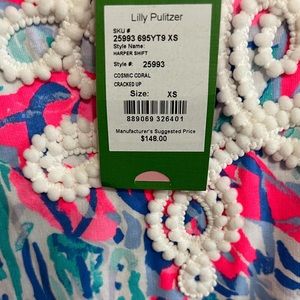 Lilly Pulitzer
SKU #
25993 695YT9 XS
Style Name:
HARPER SHIFT
Style #: 25993
COSMIC CORAL
CRACKED UP
Size: XS
889069 326401
Manufacturer's Suggested Price
$148.00